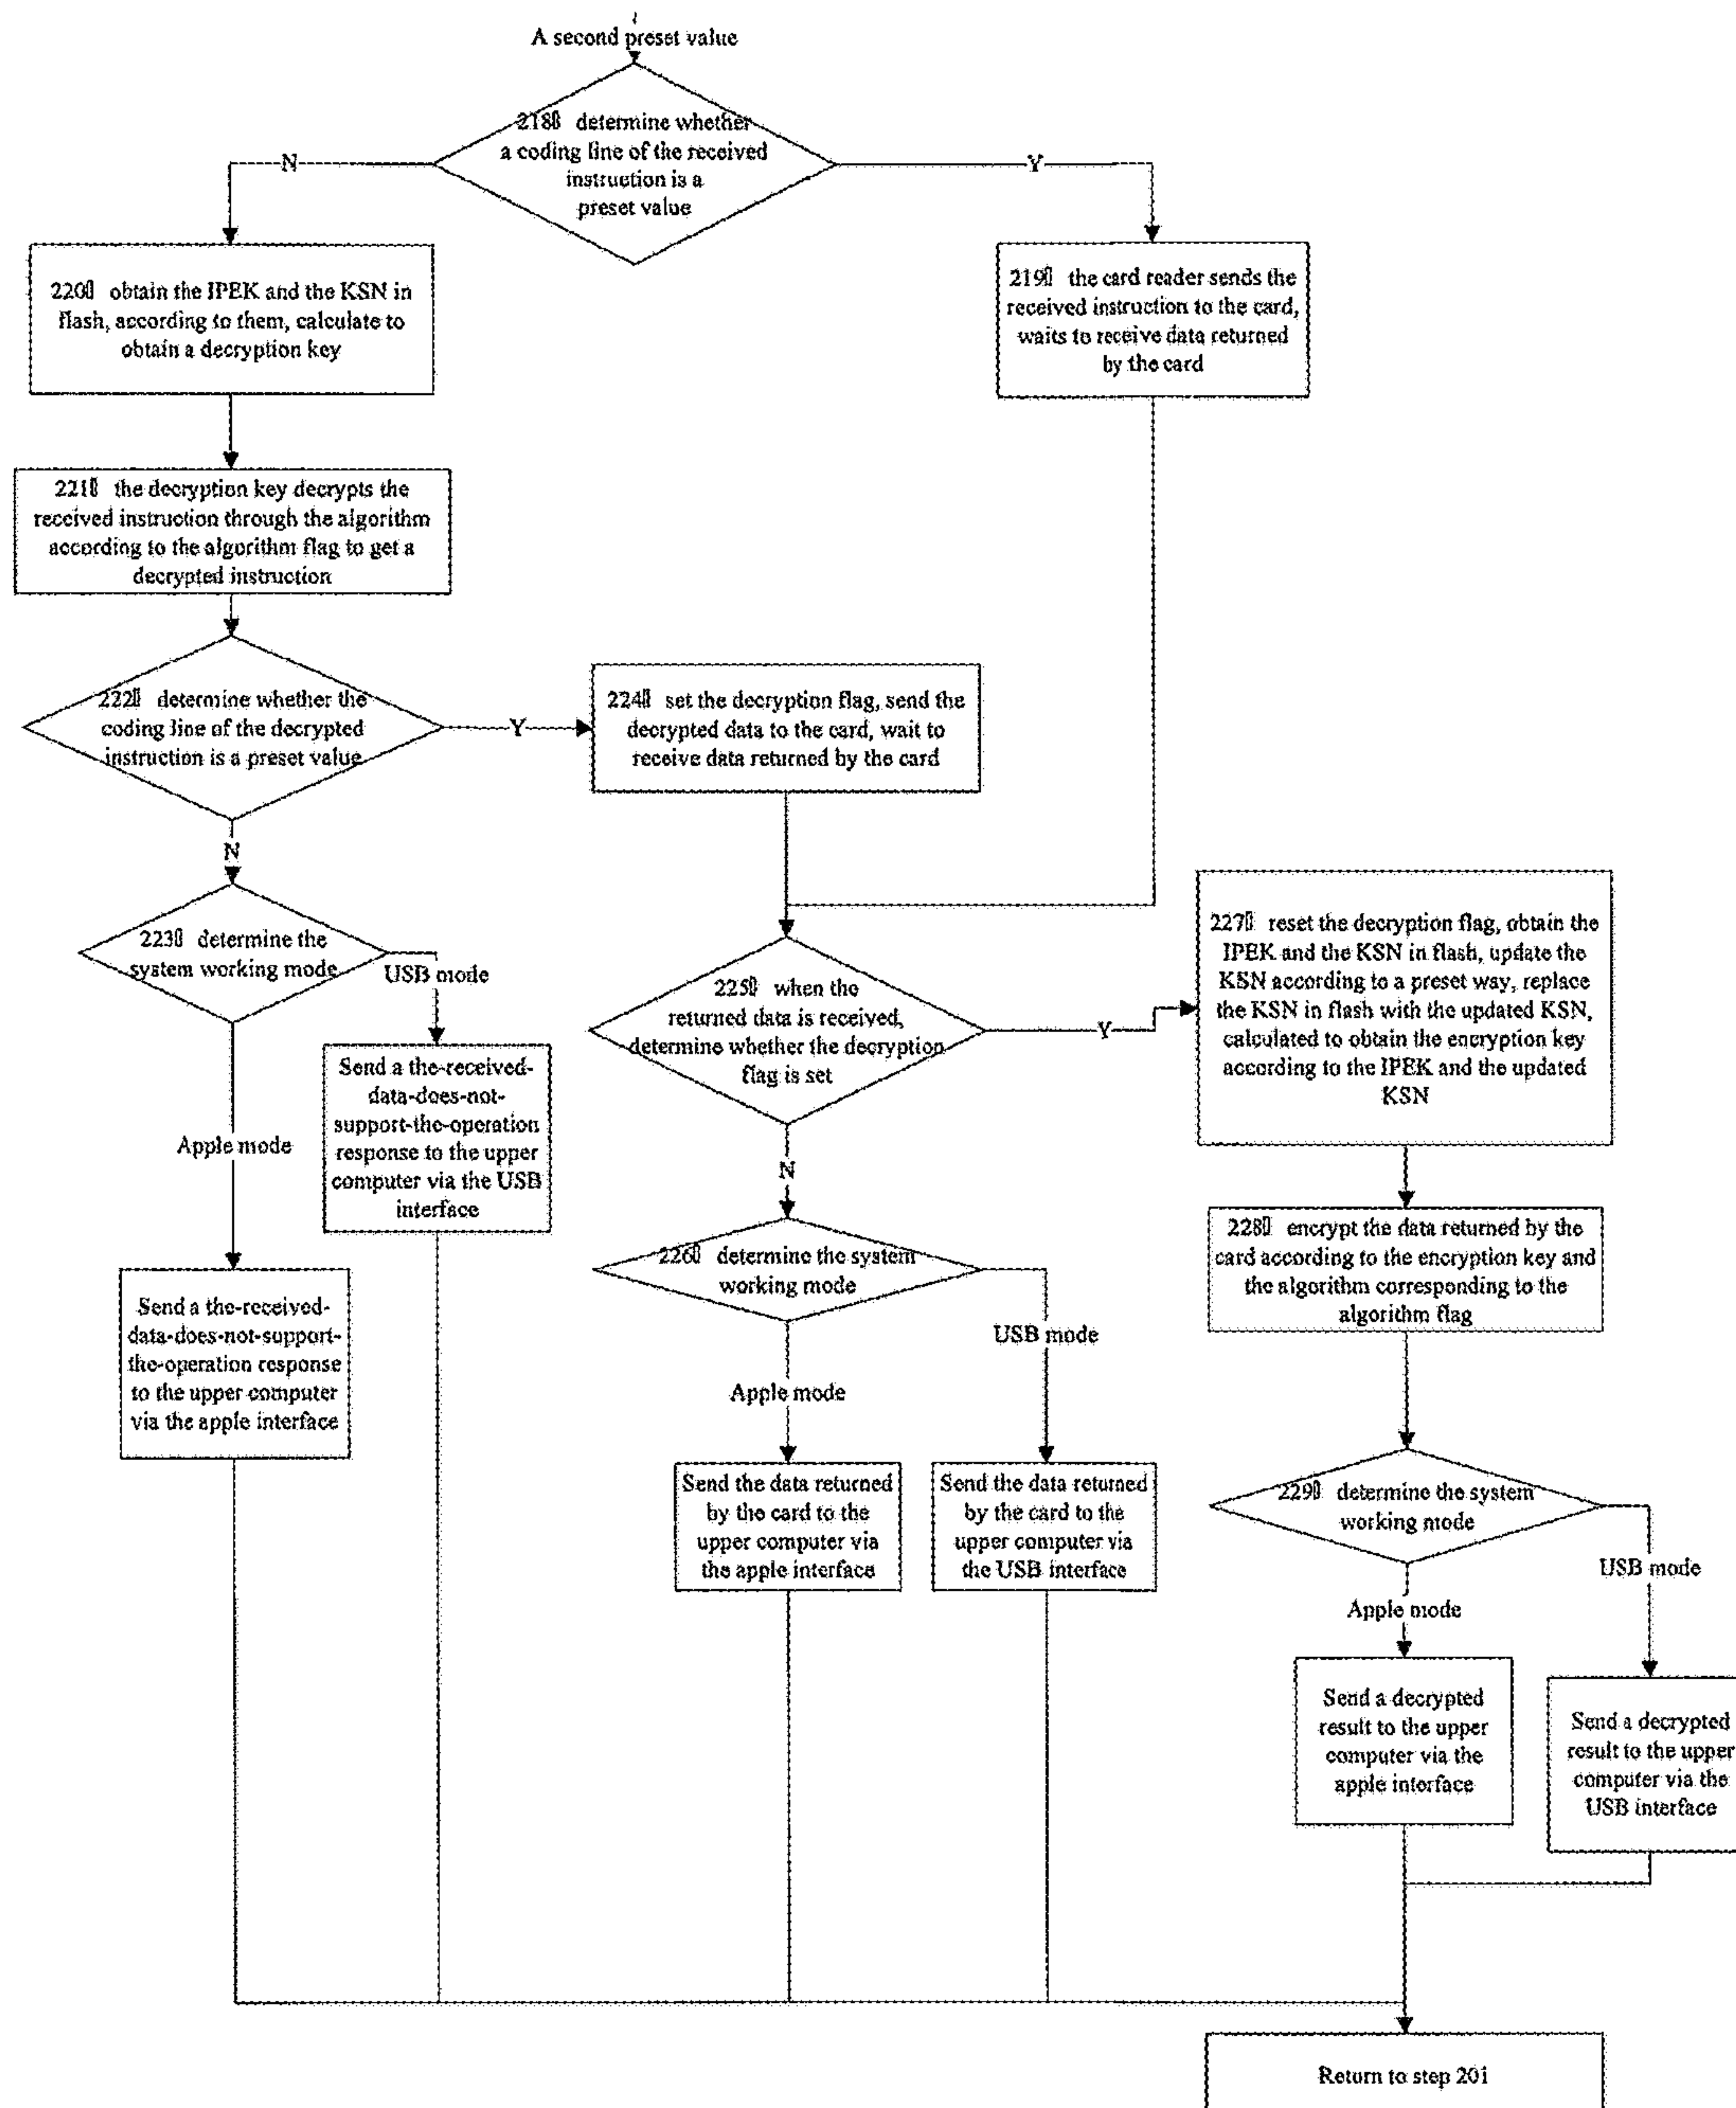 A second preset value
218、 determine whether
a coding line of the received
instruction is a
preset value
N
Y
220、 obtain the IPEK and the KSN in
flash, according to them, calculate to
obtain a decryption key
219、 the card reader sends the
received instruction to the card,
waits to receive data returned
by the card
221、 the decryption key decrypts the
received instruction through the algorithm
according to the algorithm flag to get a
decrypted instruction
222、 determine whether the
coding line of the decrypted
instruction is a preset value
Y
224、 set the decryption flag, send the
decrypted data to the card, wait to
receive data returned by the card
N
223、 determine the
system working mode
USB mode
Send a the-received-
data-does-not-
support-the-operation
response to the upper
computer via the USB
interface
Apple mode
Send a the-received-
data-does-not-support-
the-operation response
to the upper computer
via the apple interface
225、 when the
returned data is received,
determine whether the decryption
flag is set
Y
227、 reset the decryption flag, obtain the
IPEK and the KSN in flash, update the
KSN according to a preset way, replace
the KSN in flash with the updated KSN,
calculated to obtain the encryption key
according to the IPEK and the updated
KSN
N
226、 determine the system
working mode
USB mode
Apple mode
Send the data returned
by the card to the
upper computer via
the apple interface
Send the data returned
by the card to the
upper computer via
the USB interface
228、 encrypt the data returned by the
card according to the encryption key and
the algorithm corresponding to the
algorithm flag
229、 determine the system
working mode
USB mode
Apple mode
Send a decrypted
result to the upper
computer via the
apple interface
Send a decrypted
result to the upper
computer via the
USB interface
Return to step 201